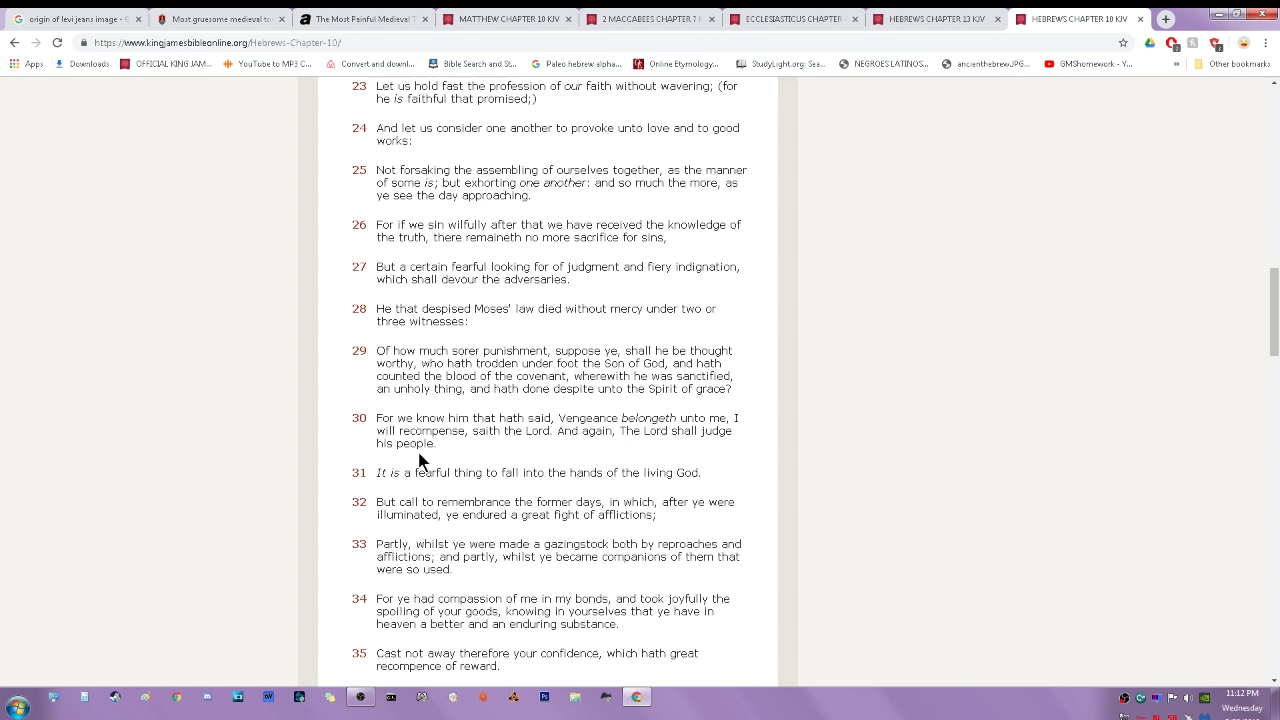 origin of levi jeans image - G
Most gruesome medieval to
The Most Painful Medieval T
MATTHEW CHAPTER
2 MACCABEES CHAPTER 7 K
ECCLESIASTICUS CHAPTER
HEBREWS CHAPTER 13 KJV
HEBREWS CHAPTER 10 KJV
https://www.kingjamesbibleonline.org/Hebrews-Chapter-10/
Apps
Downloads
OFFICIAL KING JAM...
YouTube to MP3 C...
Convert and downl...
Bible Search and S...
Paleo hebrew alpha...
Online Etymology...
StudyLight.org: Sea...
NEGROES LATINOS...
ancienthebrewJPG...
GMShomework - Y...
»
Other bookmarks
23 Let us hold fast the profession of our faith without wavering; (for
he is faithful that promised;)
24 And let us consider one another to provoke unto love and to good
works:
25 Not forsaking the assembling of ourselves together, as the manner
of some is; but exhorting one another: and so much the more, as
ye see the day approaching.
26 For if we sin wilfully after that we have received the knowledge of
the truth, there remaineth no more sacrifice for sins,
27 But a certain fearful looking for of judgment and fiery indignation,
which shall devour the adversaries.
28 He that despised Moses' law died without mercy under two or
three witnesses:
29 Of how much sorer punishment, suppose ye, shall he be thought
worthy, who hath trodden under foot the Son of God, and hath
counted the blood of the covenant, wherewith he was sanctified,
an unholy thing, and hath done despite unto the Spirit of grace?
30 For we know him that hath said, Vengeance belongeth unto me, I
will recompense, saith the Lord. And again, The Lord shall judge
his people.
31 It is a fearful thing to fall into the hands of the living God.
32 But call to remembrance the former days, in which, after ye were
illuminated, ye endured a great fight of afflictions;
33 Partly, whilst ye were made a gazingstock both by reproaches and
afflictions; and partly, whilst ye became companions of them that
were so used.
34 For ye had compassion of me in my bonds, and took joyfully the
spoiling of your goods, knowing in yourselves that ye have in
heaven a better and an enduring substance.
35 Cast not away therefore your confidence, which hath great
recompence of reward.
11:12 PM
Wednesday